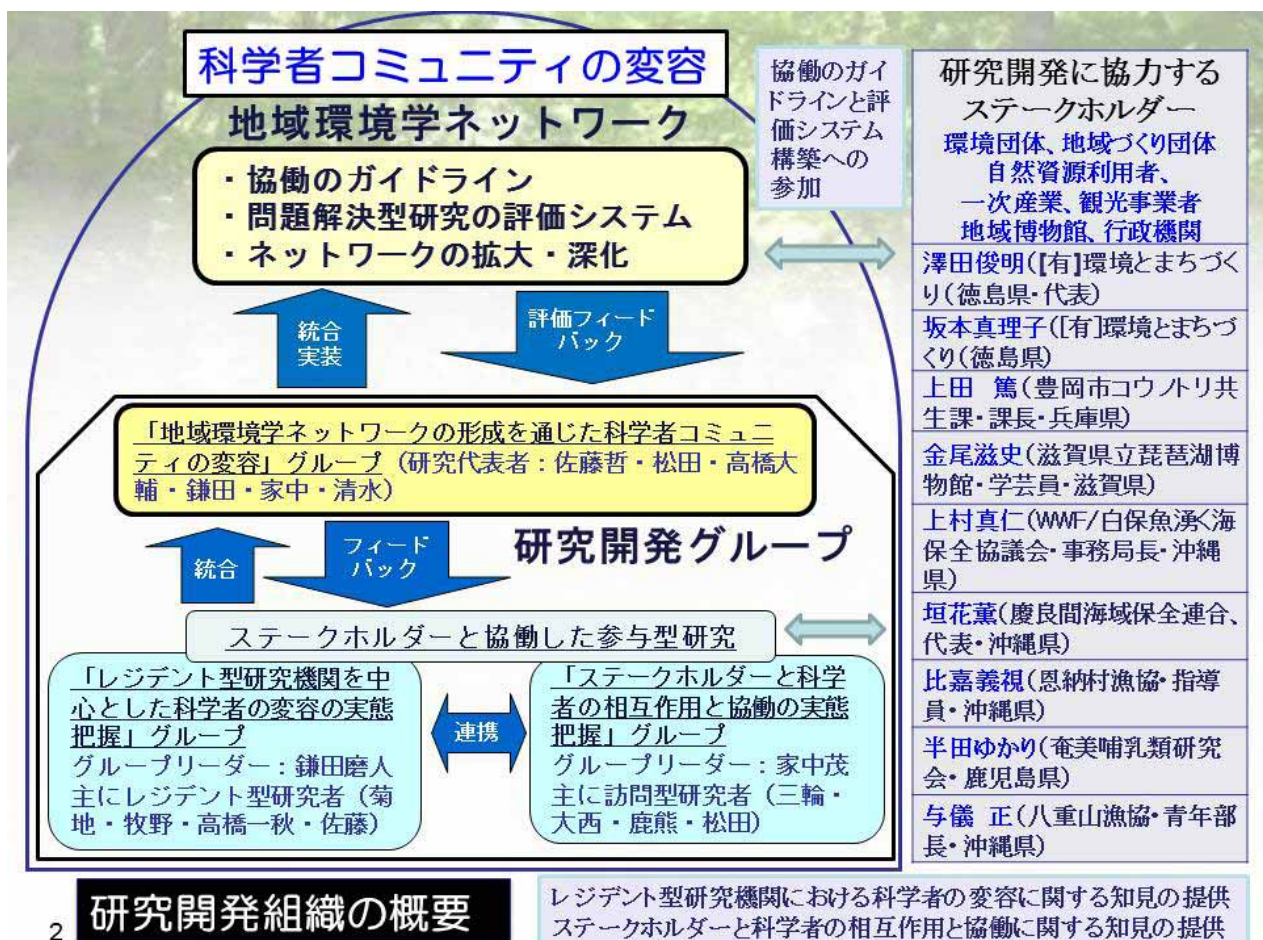 科学者コミュニティの変容
地域環境学ネットワーク
・協働のガイドライン
・問題解決型研究の評価システム
・ネットワークの拡大・深化
協働のガイ
ドラインと評
価システム
構築への
参加
統合
実装
評価フィード
バック
「地域環境学ネットワークの形成を通じた科学者コミュニ
ティの変容」グループ（研究代表者：佐藤哲・松田・高橋大
輔・鎌田・家中・清水）
統合
フィード
バック
研究開発グループ
ステークホルダーと協働した参与型研究
「レジデント型研究機関を中
心とした科学者の変容の実態
把握」グループ
グループリーダー：鎌田磨人
主にレジデント型研究者（菊
地・牧野・高橋一秋・佐藤）
連携
「ステークホルダーと科学
者の相互作用と協働の実態
把握」グループ
グループリーダー：家中茂
主に訪問型研究者（三輪・
大西・鹿熊・松田）
研究開発に協力する
ステークホルダー
環境団体、地域づくり団体
自然資源利用者、
一次産業、観光事業者
地域博物館、行政機関
澤田俊明([有]環境とまちづく
り(徳島県・代表)
坂本真理子([有]環境とまちづ
くり(徳島県)
上田　篤(豊岡市コウノトリ共
生課・課長・兵庫県)
金尾滋史(滋賀県立琵琶湖博
物館・学芸員・滋賀県)
上村真仁(WWF/白保魚湧く海
保全協議会・事務局長・沖縄
県)
垣花薫(慶良間海域保全連合、
代表・沖縄県)
比嘉義視(恩納村漁協・指導
員・沖縄県)
半田ゆかり(奄美哺乳類研究
会・鹿児島県)
与儀　正(八重山漁協・青年部
長・沖縄県)
2
研究開発組織の概要
レジデント型研究機関における科学者の変容に関する知見の提供
ステークホルダーと科学者の相互作用と協働に関する知見の提供